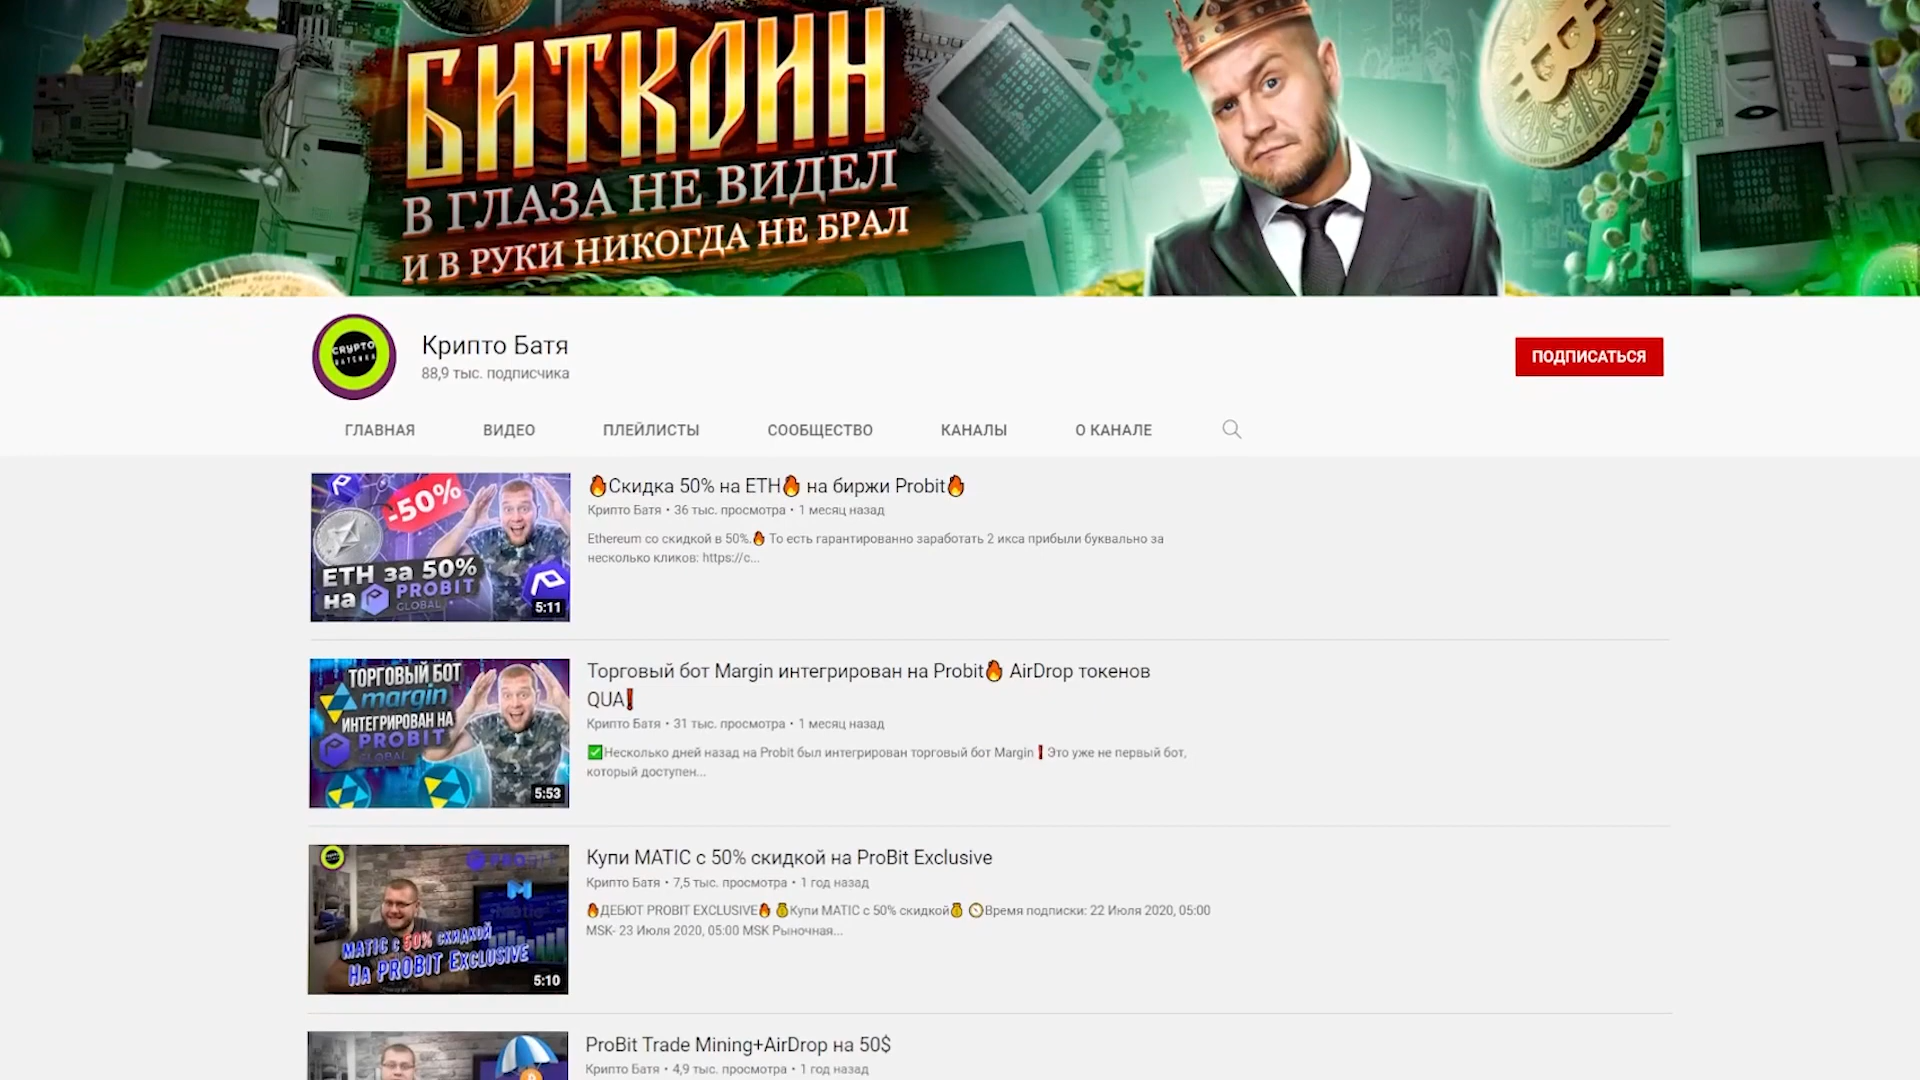 БИТКОИН
В ГЛАЗА НЕ ВИДЕЛ
И В РУКИ НИКОГДА НЕ БРАЛ
CRYPTO
BATENKA
Крипто Батя
88,9 тыс. подписчика
ПОДПИСАТЬСЯ
ГЛАВНАЯ ВИДЕО ПЛЕЙЛИСТЫ СООБЩЕСТВО КАНАЛЫ О КАНАЛЕ
-50%
ETH за 50%
на PROBIT
GLOBAL
5:11
🔥Скидка 50% на ETH🔥 на биржи Probit🔥
Крипто Батя • 36 тыс. просмотра • 1 месяц назад
Ethereum со скидкой в 50%.🔥 То есть гарантированно заработать 2 икса прибыли буквально за
несколько кликов: https://c...
ТОРГОВЫЙ БОТ
margin
ИНТЕГРИРОВАН НА
PROBIT
GLOBAL
5:53
Торговый бот Margin интегрирован на Probit🔥 AirDrop токенов
QUA❗
Крипто Батя • 31 тыс. просмотра • 1 месяц назад
✅Несколько дней назад на Probit был интегрирован торговый бот Margin❗Это уже не первый бот,
который доступен...
PROBIT
matic
MATIC с 50% скидкой
На PROBIT Exclusive
5:10
Купи MATIC с 50% скидкой на ProBit Exclusive
Крипто Батя • 7,5 тыс. просмотра • 1 год назад
🔥ДЕБЮТ PROBIT EXCLUSIVE🔥 💰Купи MATIC с 50% скидкой💰 🕙Время подписки: 22 Июля 2020, 05:00
MSK- 23 Июля 2020, 05:00 MSK Рыночная...
ProBit Trade Mining+AirDrop на 50$
Крипто Батя • 4,9 тыс. просмотра • 1 год назад